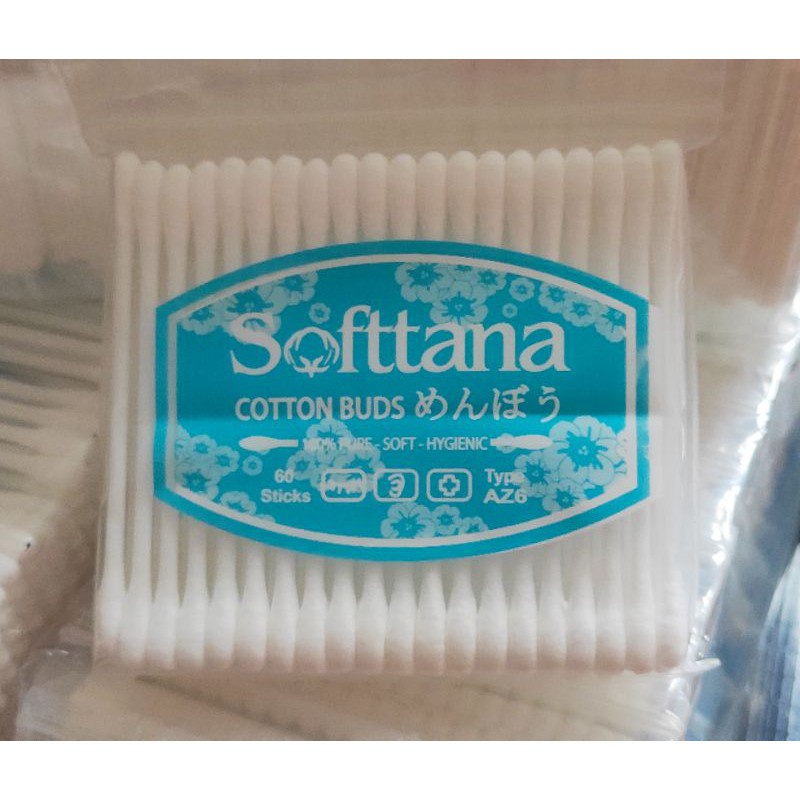 Softtana
COTTON BUDS めんぼう
100% PURE - SOFT - HYGIENIC
60 Type
Sticks AZ6